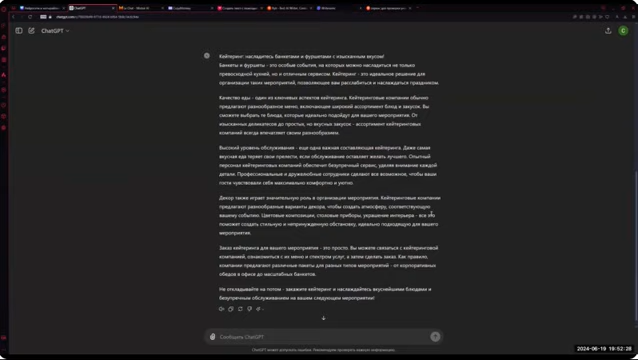 ChatGPT
Кейтеринг: насладитесь банкетами и фуршетами с изысканным вкусом!
Банкеты и фуршеты - это особые события, на которых можно насладиться не только
превосходной кухней, но и отличным сервисом. Кейтеринг - это идеальное решение для
организации таких мероприятий, позволяющее вам расслабиться и наслаждаться праздником.
Качество еды - один из ключевых аспектов кейтеринга. Кейтеринговые компании обычно
предлагают разнообразное меню, включающее широкий ассортимент блюд и закусок. Вы
сможете выбрать те блюда, которые идеально подойдут для вашего мероприятия. От
изысканных деликатесов до простых, но вкусных закусок - ассортимент кейтеринговых
компаний всегда впечатляет своим разнообразием.
Высокий уровень обслуживания - еще одна важная составляющая кейтеринга. Даже самая
вкусная еда теряет свои прелести, если обслуживание оставляет желать лучшего. Опытный
персонал кейтеринговых компаний обеспечит безупречный сервис, уделяя внимание каждой
детали. Профессиональные и дружелюбные сотрудники сделают все возможное, чтобы ваши
гости чувствовали себя максимально комфортно и уютно.
Декор также играет значительную роль в организации мероприятия. Кейтеринговые компании
предлагают разнообразные варианты декора, чтобы создать атмосферу, соответствующую
вашему событию. Цветовые композиции, столовые приборы, украшение интерьера - все это
поможет создать стильную и непринужденную обстановку, идеально подходящую для вашего
мероприятия.
Заказ кейтеринга для вашего мероприятия - это просто. Вы можете связаться с кейтеринговой
компанией, ознакомиться с их меню и спектром услуг, а затем сделать заказ. Как правило,
компании предлагают различные пакеты для разных типов мероприятий - от корпоративных
обедов в офисе до масштабных банкетов.
Не откладывайте на потом - закажите кейтеринг и наслаждайтесь вкуснейшими блюдами и
безупречным обслуживанием на вашем следующем мероприятии!
Сообщить ChatGPT
ChatGPT может допускать ошибки. Рекомендуем проверять важную информацию.
2024-06-19 19:52:28